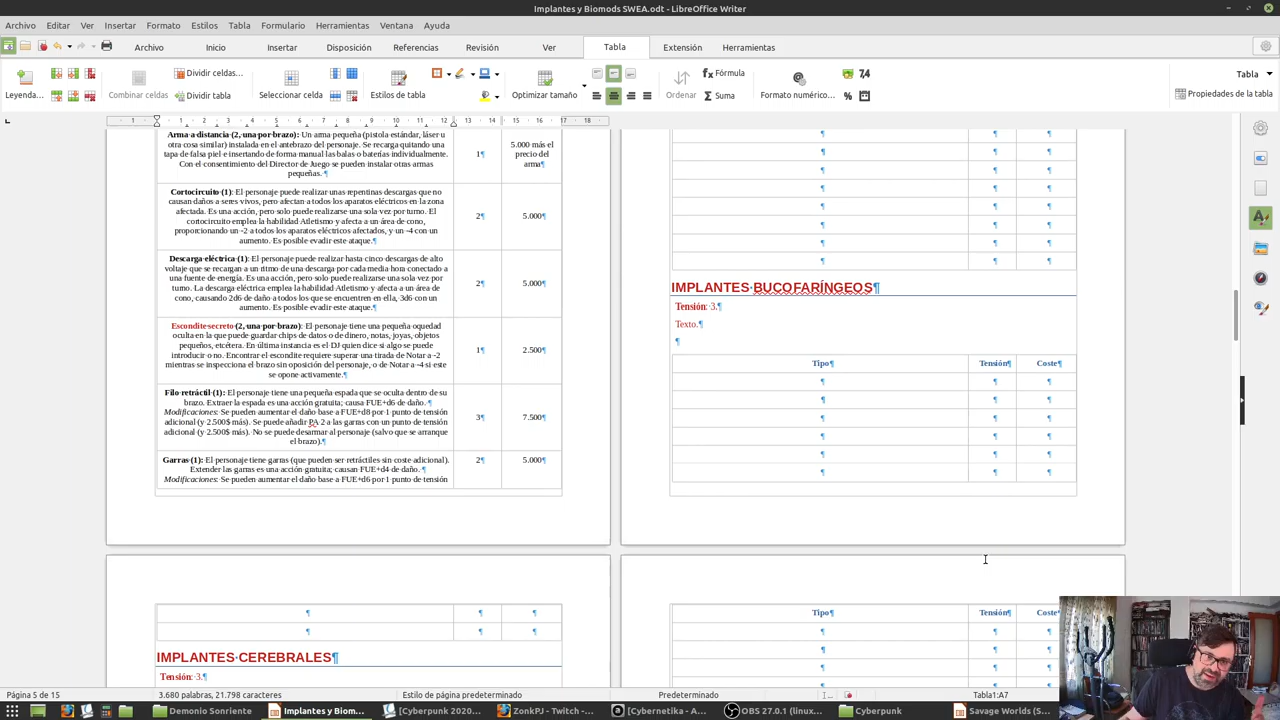 Implantes y Biomods SWEA.odt - LibreOffice Writer
Archivo Editar Ver Insertar Formato Estilos Tabla Formulario Herramientas Ventana Ayuda
Archivo Inicio Insertar Disposición Referencias Revisión Ver Tabla Extensión Herramientas
Leyenda... Combinar celdas Dividir celdas... Dividir tabla Seleccionar celda Estilos de tabla Optimizar tamaño Ordenar Fórmula Suma Formato numérico... Tabla Propiedades de la tabla
1 1 2 3 4 5 6 7 8 9 10 11 12 13 14 15 16 17 18
Arma a distancia (2, una por brazo): Un arma pequeña (pistola estándar, láser u
otra cosa similar) instalada en el antebrazo del personaje. Se recarga quitando una
tapa de falsa piel e insertando de forma manual las balas o baterías individualmente.
Con el consentimiento del Director de Juego se pueden instalar otras armas
pequeñas. ¶
1¶
5.000 más el
precio del
arma¶
Cortocircuito (1): El personaje puede realizar unas repentinas descargas que no
causan daños a seres vivos, pero afectan a todos los aparatos eléctricos en la zona
afectada. Es una acción, pero solo puede realizarse una sola vez por turno. El
cortocircuito emplea la habilidad Atletismo y afecta a un área de cono,
proporcionando un -2 a todos los aparatos eléctricos afectados, y un -4 con un
aumento. Es posible evadir este ataque.¶
2¶
5.000¶
Descarga eléctrica (1): El personaje puede realizar hasta cinco descargas de alto
voltaje que se recargan a un ritmo de una descarga por cada media hora conectado a
una fuente de energía. Es una acción, pero solo puede realizarse una sola vez por
turno. La descarga eléctrica emplea la habilidad Atletismo y afecta a un área de
cono, causando 2d6 de daño a todos los que se encuentren en ella, 3d6 con un
aumento. Es posible evadir este ataque.¶
2¶
5.000¶
Escondite secreto (2, una por brazo): El personaje tiene una pequeña oquedad
oculta en la que puede guardar chips de datos o de dinero, notas, joyas, objetos
pequeños, etcétera. En última instancia es el DJ quien dice si algo se puede
introducir o no. Encontrar el escondite requiere superar una tirada de Notar a -2
mientras se inspecciona el brazo sin oposición del personaje, o de Notar a -4 si este
se opone activamente.¶
1¶
2.500¶
Filo retráctil (1): El personaje tiene una pequeña espada que se oculta dentro de su
brazo. Extraer la espada es una acción gratuita; causa FUE+d6 de daño. ¶
Modificaciones: Se pueden aumentar el daño base a FUE+d8 por 1 punto de tensión
adicional (y 2.500$ más). Se puede añadir PA 2 a las garras con un punto de tensión
adicional (y 2.500$ más). No se puede desarmar al personaje (salvo que se arranque
el brazo).¶
3¶
7.500¶
Garras (1): El personaje tiene garras (que pueden ser retráctiles sin coste adicional).
Extender las garras es una acción gratuita; causan FUE+d4 de daño. ¶
Modificaciones: Se pueden aumentar el daño base a FUE+d6 por 1 punto de tensión
2¶
5.000¶
IMPLANTES BUCOFARÍNGEOS¶
Tensión: 3.¶
Texto.¶
¶
Tipo¶ Tensión¶ Coste¶
IMPLANTES CEREBRALES¶
Tensión: 3.¶
Tipo¶ Tensión¶ Coste
Página 5 de 15 3.680 palabras, 21.798 caracteres Estilo de página predeterminado Predeterminado Tabla1:A7
Demonio Sonriente Implantes y Biom... [Cyberpunk 2020... ZonkPJ - Twitch -... [Cybernetika - A... OBS 27.0.1 (linux... Cyberpunk Savage Worlds (S...